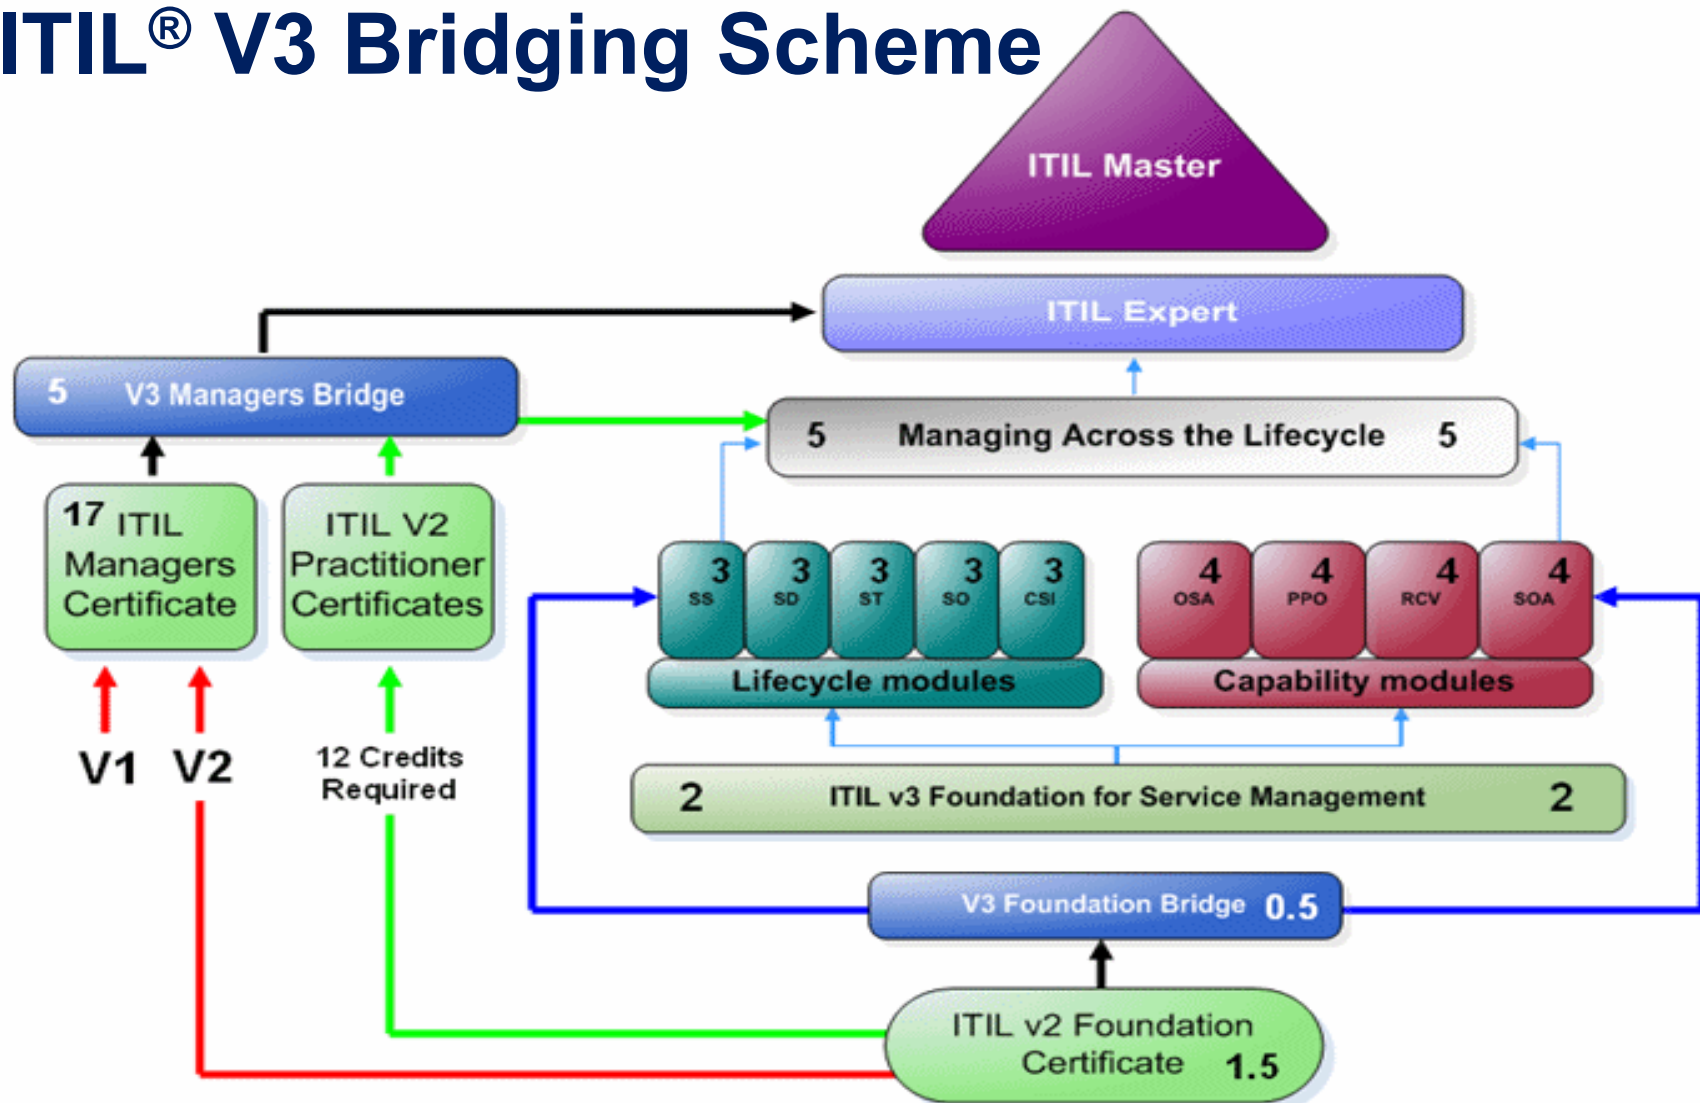 ITIL® V3 Bridging Scheme
ITIL Master
ITIL Expert
5 V3 Managers Bridge
5 Managing Across the Lifecycle 5
17 ITIL
Managers
Certificate
ITIL V2
Practitioner
Certificates
3
SS
3
SD
3
ST
3
SO
3
CSI
Lifecycle modules
4
OSA
4
PPO
4
RCV
4
SOA
Capability modules
V1
V2
12 Credits
Required
2 ITIL v3 Foundation for Service Management 2
V3 Foundation Bridge 0.5
ITIL v2 Foundation
Certificate 1.5